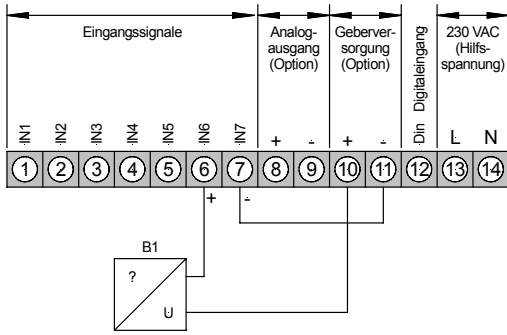 Eingangssignale
Analog-
ausgang
(Option)
Geberver-
sorgung
(Option)
Din Digitaleingang
230 VAC
(Hilfs-
spannung)
IN1 IN2 IN3 IN4 IN5 IN6 IN7 + - + - L N
1 2 3 4 5 6 7 8 9 10 11 12 13 14
+ -
B1
?
U